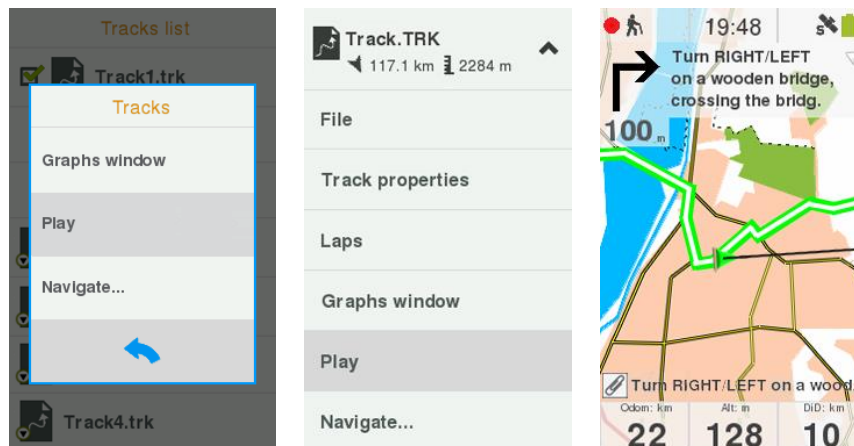 Tracks list
Track1.trk
Tracks
Graphs window
Play
Navigate...
Track4.trk
Track.TRK
117.1 km 2284 m
File
Track properties
Laps
Graphs window
Play
Navigate...
19:48
S
Turn RIGHT/LEFT
on a wooden bridge,
crossing the bridg.
100 m
Turn RIGHT/LEFT on a wood
Odom: km Alt: m DiD: km
22 128 10